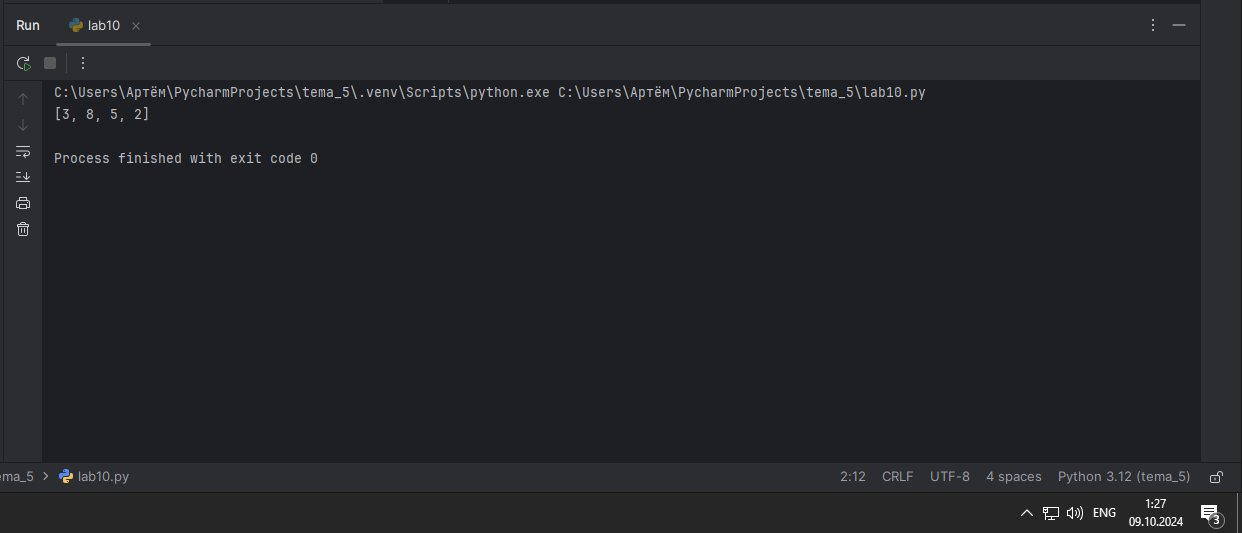 Run lab10
C:\Users\Артём\PycharmProjects\tema_5\.venv\Scripts\python.exe C:\Users\Артём\PycharmProjects\tema_5\lab10.py
[3, 8, 5, 2]
Process finished with exit code 0
ema_5 > lab10.py 2:12 CRLF UTF-8 4 spaces Python 3.12 (tema_5)
ENG 1:27
09.10.2024 3